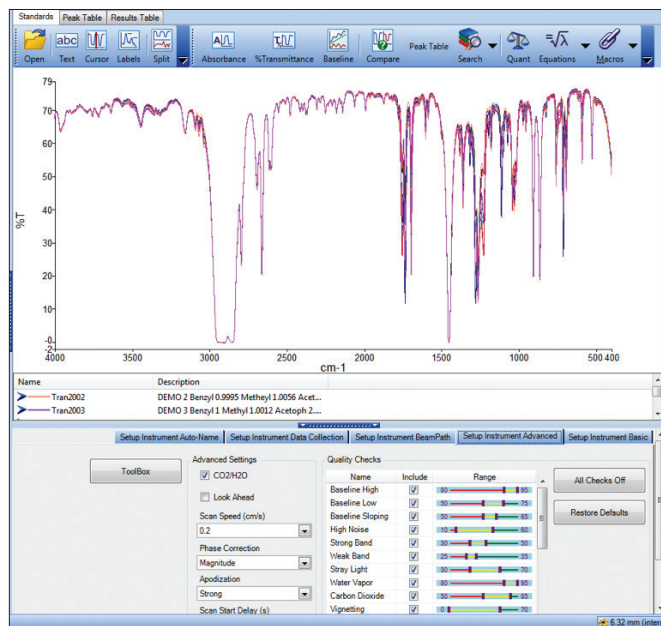 Standards Peak Table Results Table
Open Text Cursor Labels Split Absorbance %Transmittance Baseline Compare Peak Table Search Quant Equations Macros
abc
79
70
60
50
40
30
20
10
-0
-2
%T
4000 3500 3000 2500 2000 1500 1000 500 400
cm-1
Name Description
Tran2002 DEMO 2 Benzyl 0.9995 Metheyl 1.0056 Acet...
Tran2003 DEMO 3 Benzyl 1 Methyl 1.0012 Acetoph 2....
Setup Instrument Auto-Name Setup Instrument Data Collection Setup Instrument BeamPath Setup Instrument Advanced Setup Instrument Basic
ToolBox
Advanced Settings
CO2/H2O
Look Ahead
Scan Speed (cm/s)
0.2
Phase Correction
Magnitude
Apodization
Strong
Scan Start Delay (s)
Quality Checks
Name Include Range
Baseline High 80 95
Baseline Low 50 75
Baseline Sloping 50 65
High Noise 10 60
Strong Band 30 50
Weak Band 25 35
Stray Light 30 70
Water Vapor 80 95
Carbon Dioxide 50 85
Vignetting 0 70
All Checks Off
Restore Defaults